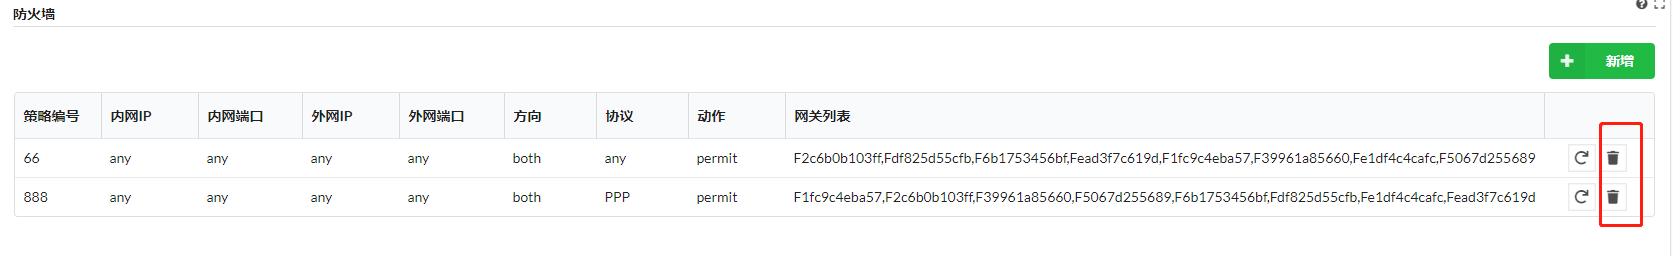 防火墙
新增
策略编号 内网IP 内网端口 外网IP 外网端口 方向 协议 动作 网关列表
66 any any any any both any permit F2c6b0b103ff,Fdf825d55cfb,F6b1753456bf,Fead3f7c619d,F1fc9c4eba57,F39961a85660,Fe1df4c4cafc,F5067d255689
888 any any any any both PPP permit F1fc9c4eba57,F2c6b0b103ff,F39961a85660,F5067d255689,F6b1753456bf,Fdf825d55cfb,Fe1df4c4cafc,Fead3f7c619d